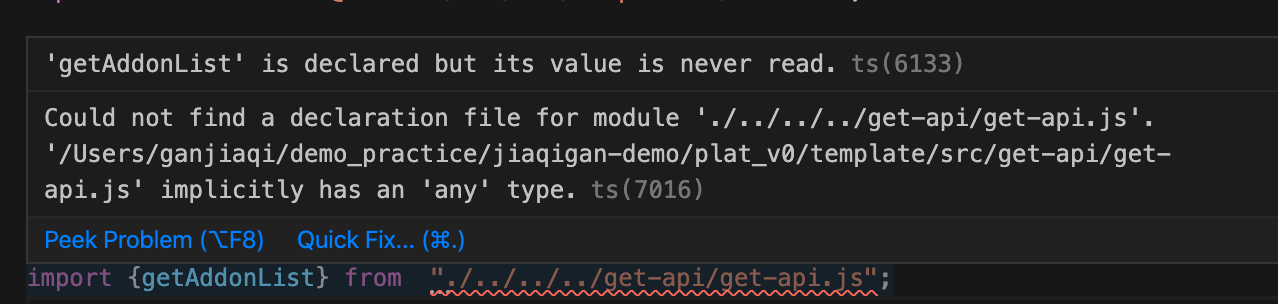 'getAddonList' is declared but its value is never read. ts(6133)
Could not find a declaration file for module './../../../get-api/get-api.js'.
'/Users/ganjiaqi/demo_practice/jiaqigan-demo/plat_v0/template/src/get-api/get-
api.js' implicitly has an 'any' type. ts(7016)
Peek Problem (⌥F8) Quick Fix... (⌘.)
import {getAddonList} from "./../../../get-api/get-api.js";